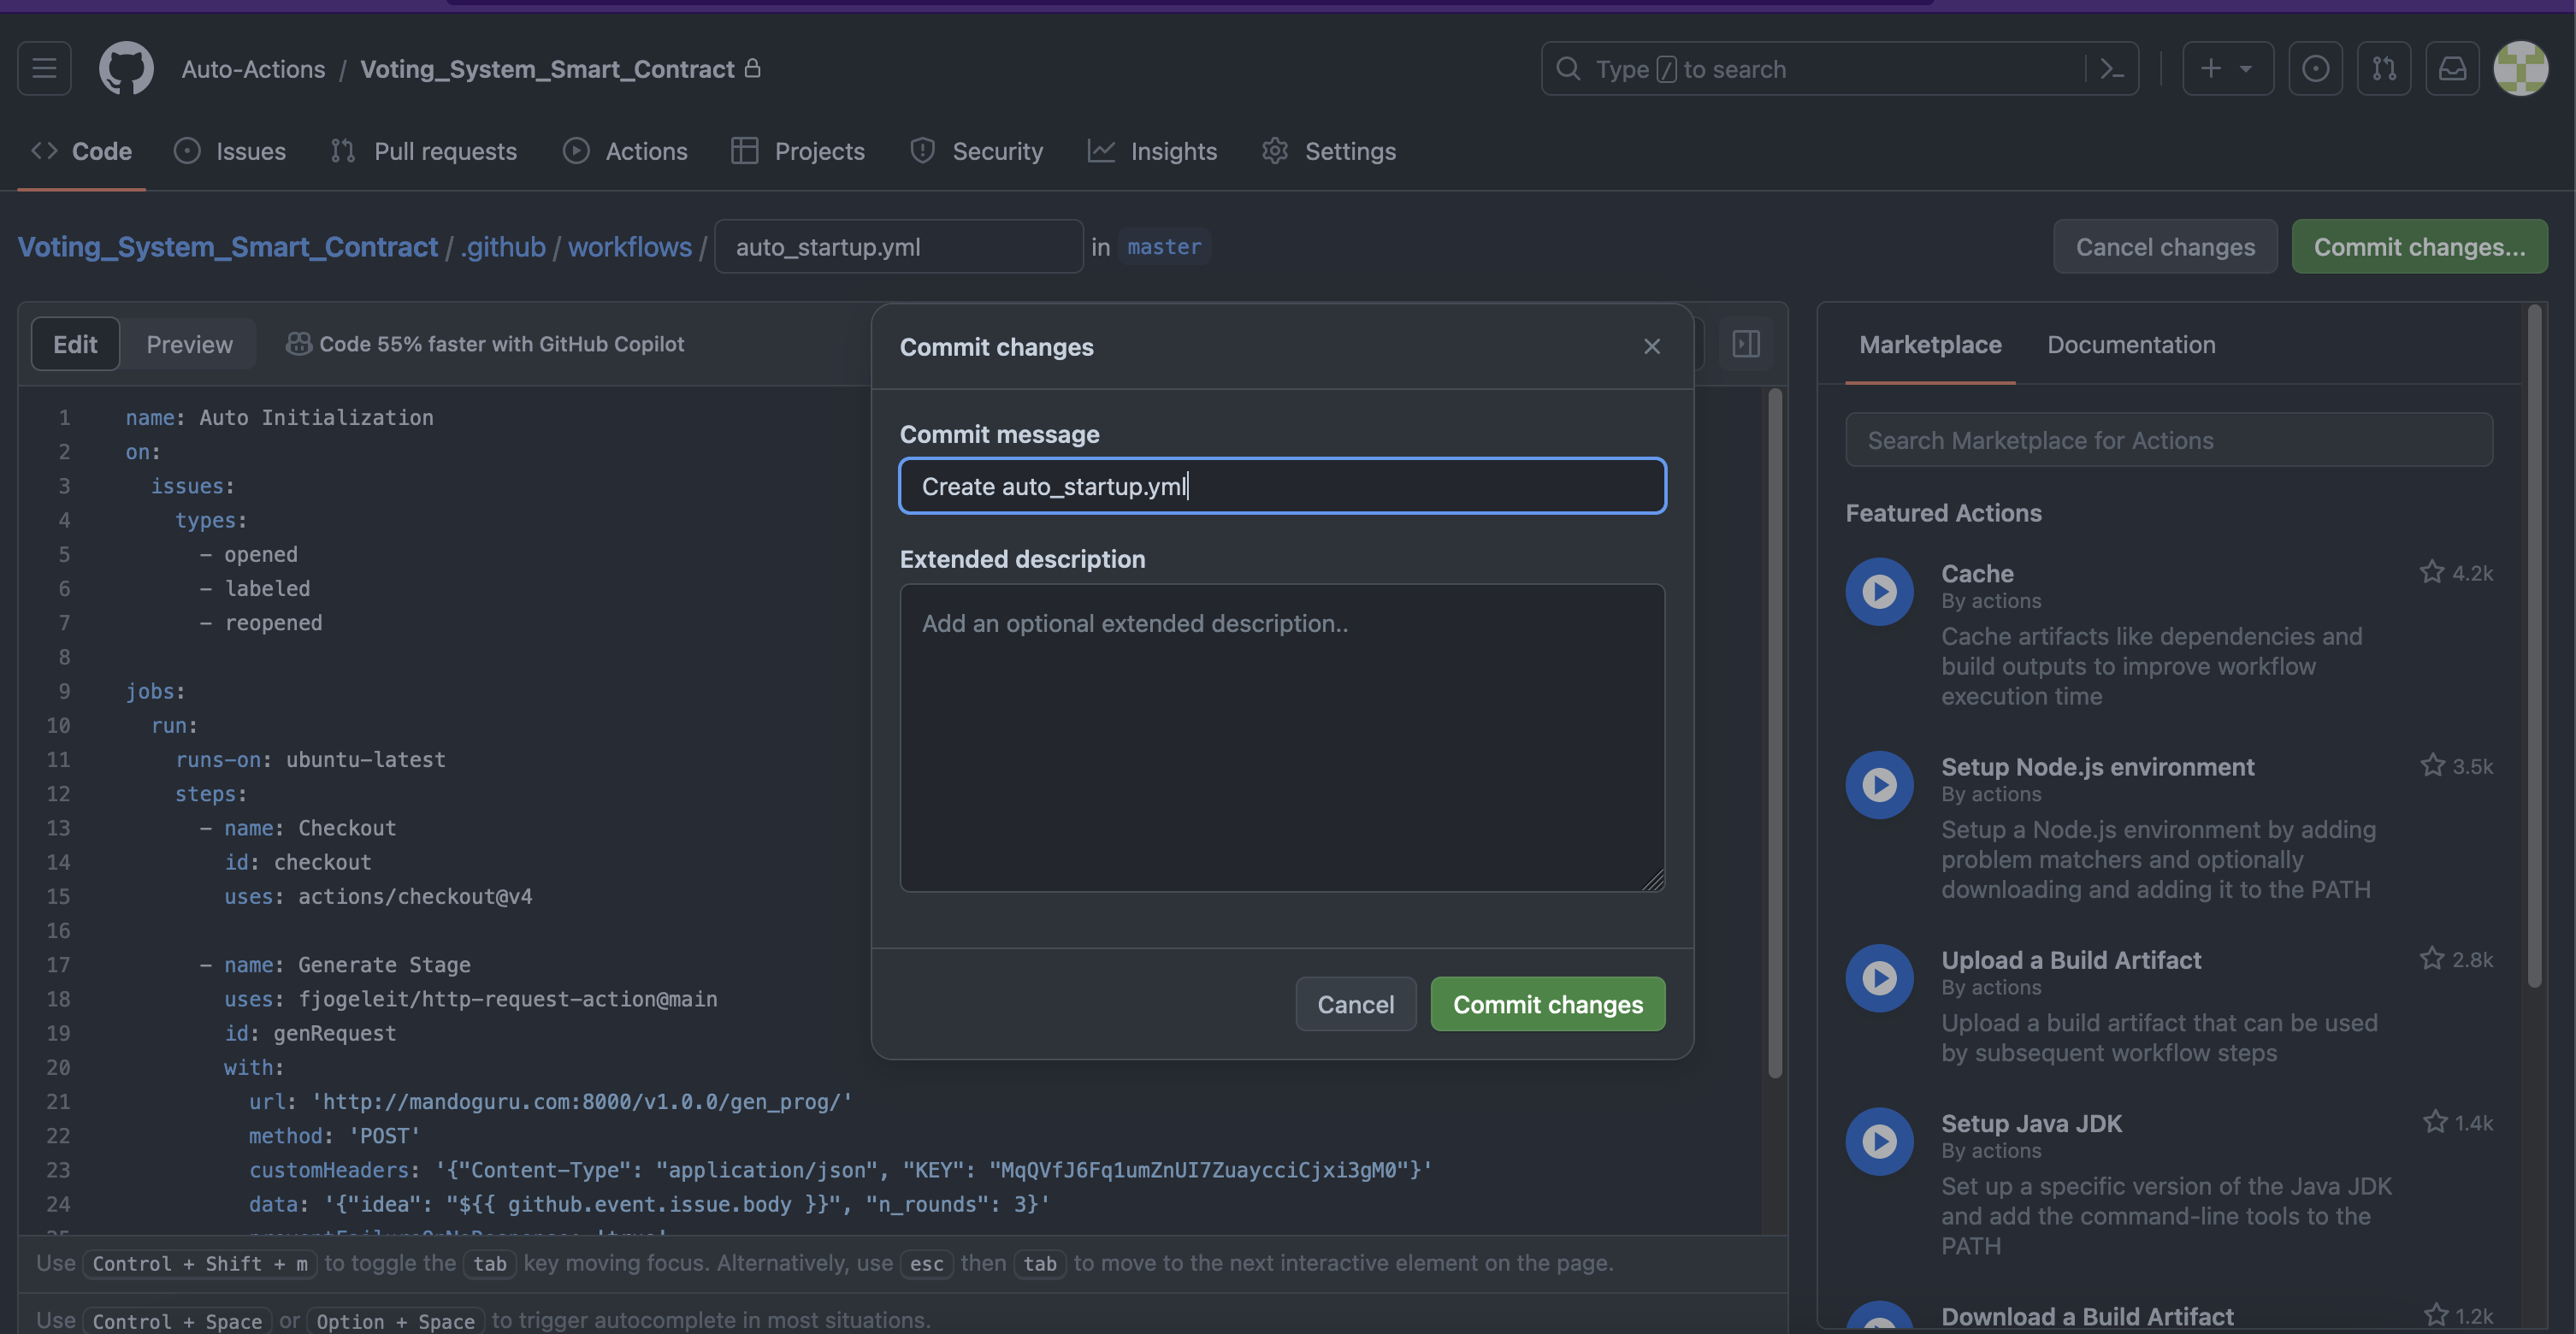 Auto-Actions / Voting_System_Smart_Contract
Type / to search
Code
Issues
Pull requests
Actions
Projects
Security
Insights
Settings
Voting_System_Smart_Contract / .github / workflows / auto_startup.yml in master
Cancel changes
Commit changes...
Edit
Preview
Code 55% faster with GitHub Copilot
1 name: Auto Initialization
2 on:
3 issues:
4 types:
5 - opened
6 - labeled
7 - reopened
8
9 jobs:
10 run:
11 runs-on: ubuntu-latest
12 steps:
13 - name: Checkout
14 id: checkout
15 uses: actions/checkout@v4
16
17 - name: Generate Stage
18 uses: fjogeleit/http-request-action@main
19 id: genRequest
20 with:
21 url: 'http://mandoguru.com:8000/v1.0.0/gen_prog/'
22 method: 'POST'
23 customHeaders: '{"Content-Type": "application/json", "KEY": "MqQVfJ6Fq1umZnUI7ZuaycciCjxi3gM0"}'
24 data: '{"idea": "${{ github.event.issue.body }}", "n_rounds": 3}'
Use Control + Shift + m to toggle the tab key moving focus. Alternatively, use esc then tab to move to the next interactive element on the page.
Use Control + Space or Option + Space to trigger autocomplete in most situations.
Commit changes
Commit message
Create auto_startup.yml
Extended description
Add an optional extended description..
Cancel
Commit changes
Marketplace
Documentation
Search Marketplace for Actions
Featured Actions
Cache
4.2k
By actions
Cache artifacts like dependencies and
build outputs to improve workflow
execution time
Setup Node.js environment
3.5k
By actions
Setup a Node.js environment by adding
problem matchers and optionally
downloading and adding it to the PATH
Upload a Build Artifact
2.8k
By actions
Upload a build artifact that can be used
by subsequent workflow steps
Setup Java JDK
1.4k
By actions
Set up a specific version of the Java JDK
and add the command-line tools to the
PATH
Download a Build Artifact
1.2k